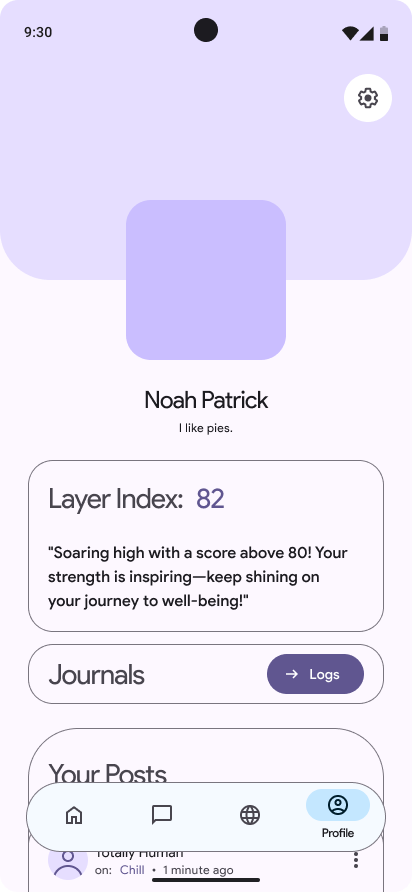 9:30
Noah Patrick
I like pies.
Layer Index: 82
"Soaring high with a score above 80! Your
strength is inspiring—keep shining on
your journey to well-being!"
Journals
→ Logs
Your Posts
Profile
Totally Human
on: Chill • 1 minute ago